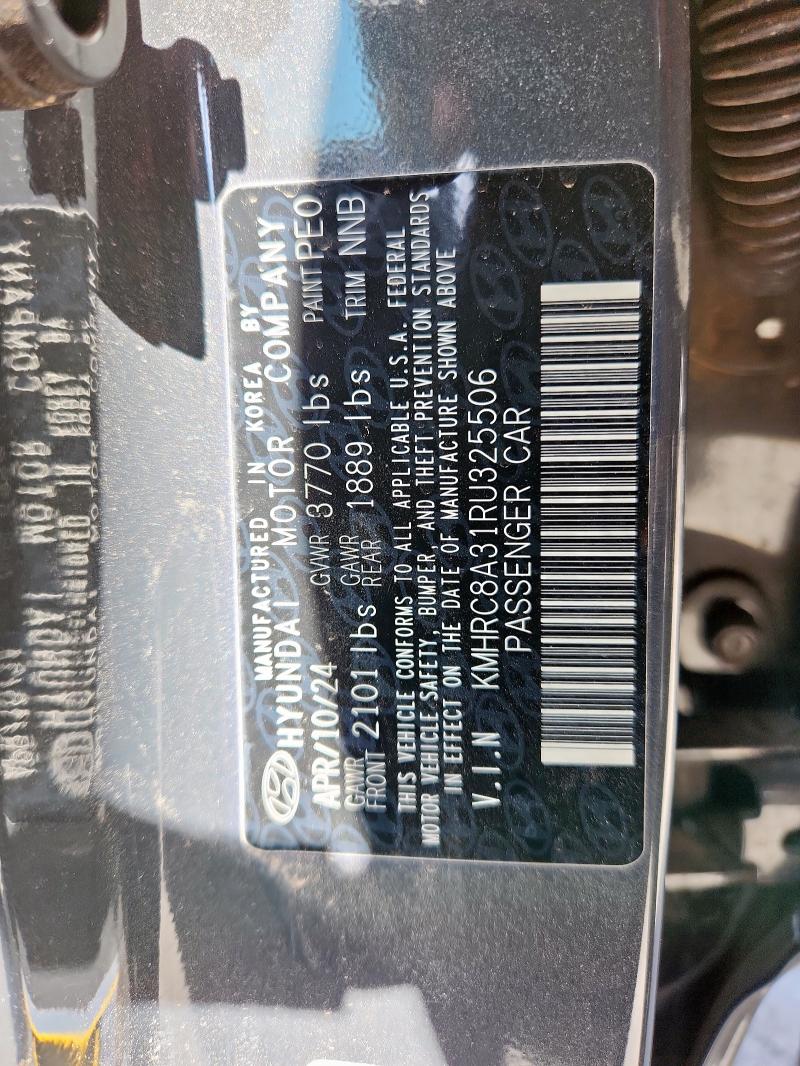 MANUFACTURED IN KOREA BY
HYUNDAI MOTOR COMPANY
APR/10/24 GVWR 3770 lbs PAINT PEO
GAWR FRONT 2101 lbs GAWR REAR 1889 lbs TRIM NNB
THIS VEHICLE CONFORMS TO ALL APPLICABLE U.S.A. FEDERAL
MOTOR VEHICLE SAFETY, BUMPER, AND THEFT PREVENTION STANDARDS
IN EFFECT ON THE DATE OF MANUFACTURE SHOWN ABOVE
V.I.N KMHRC8A31RU325506
PASSENGER CAR